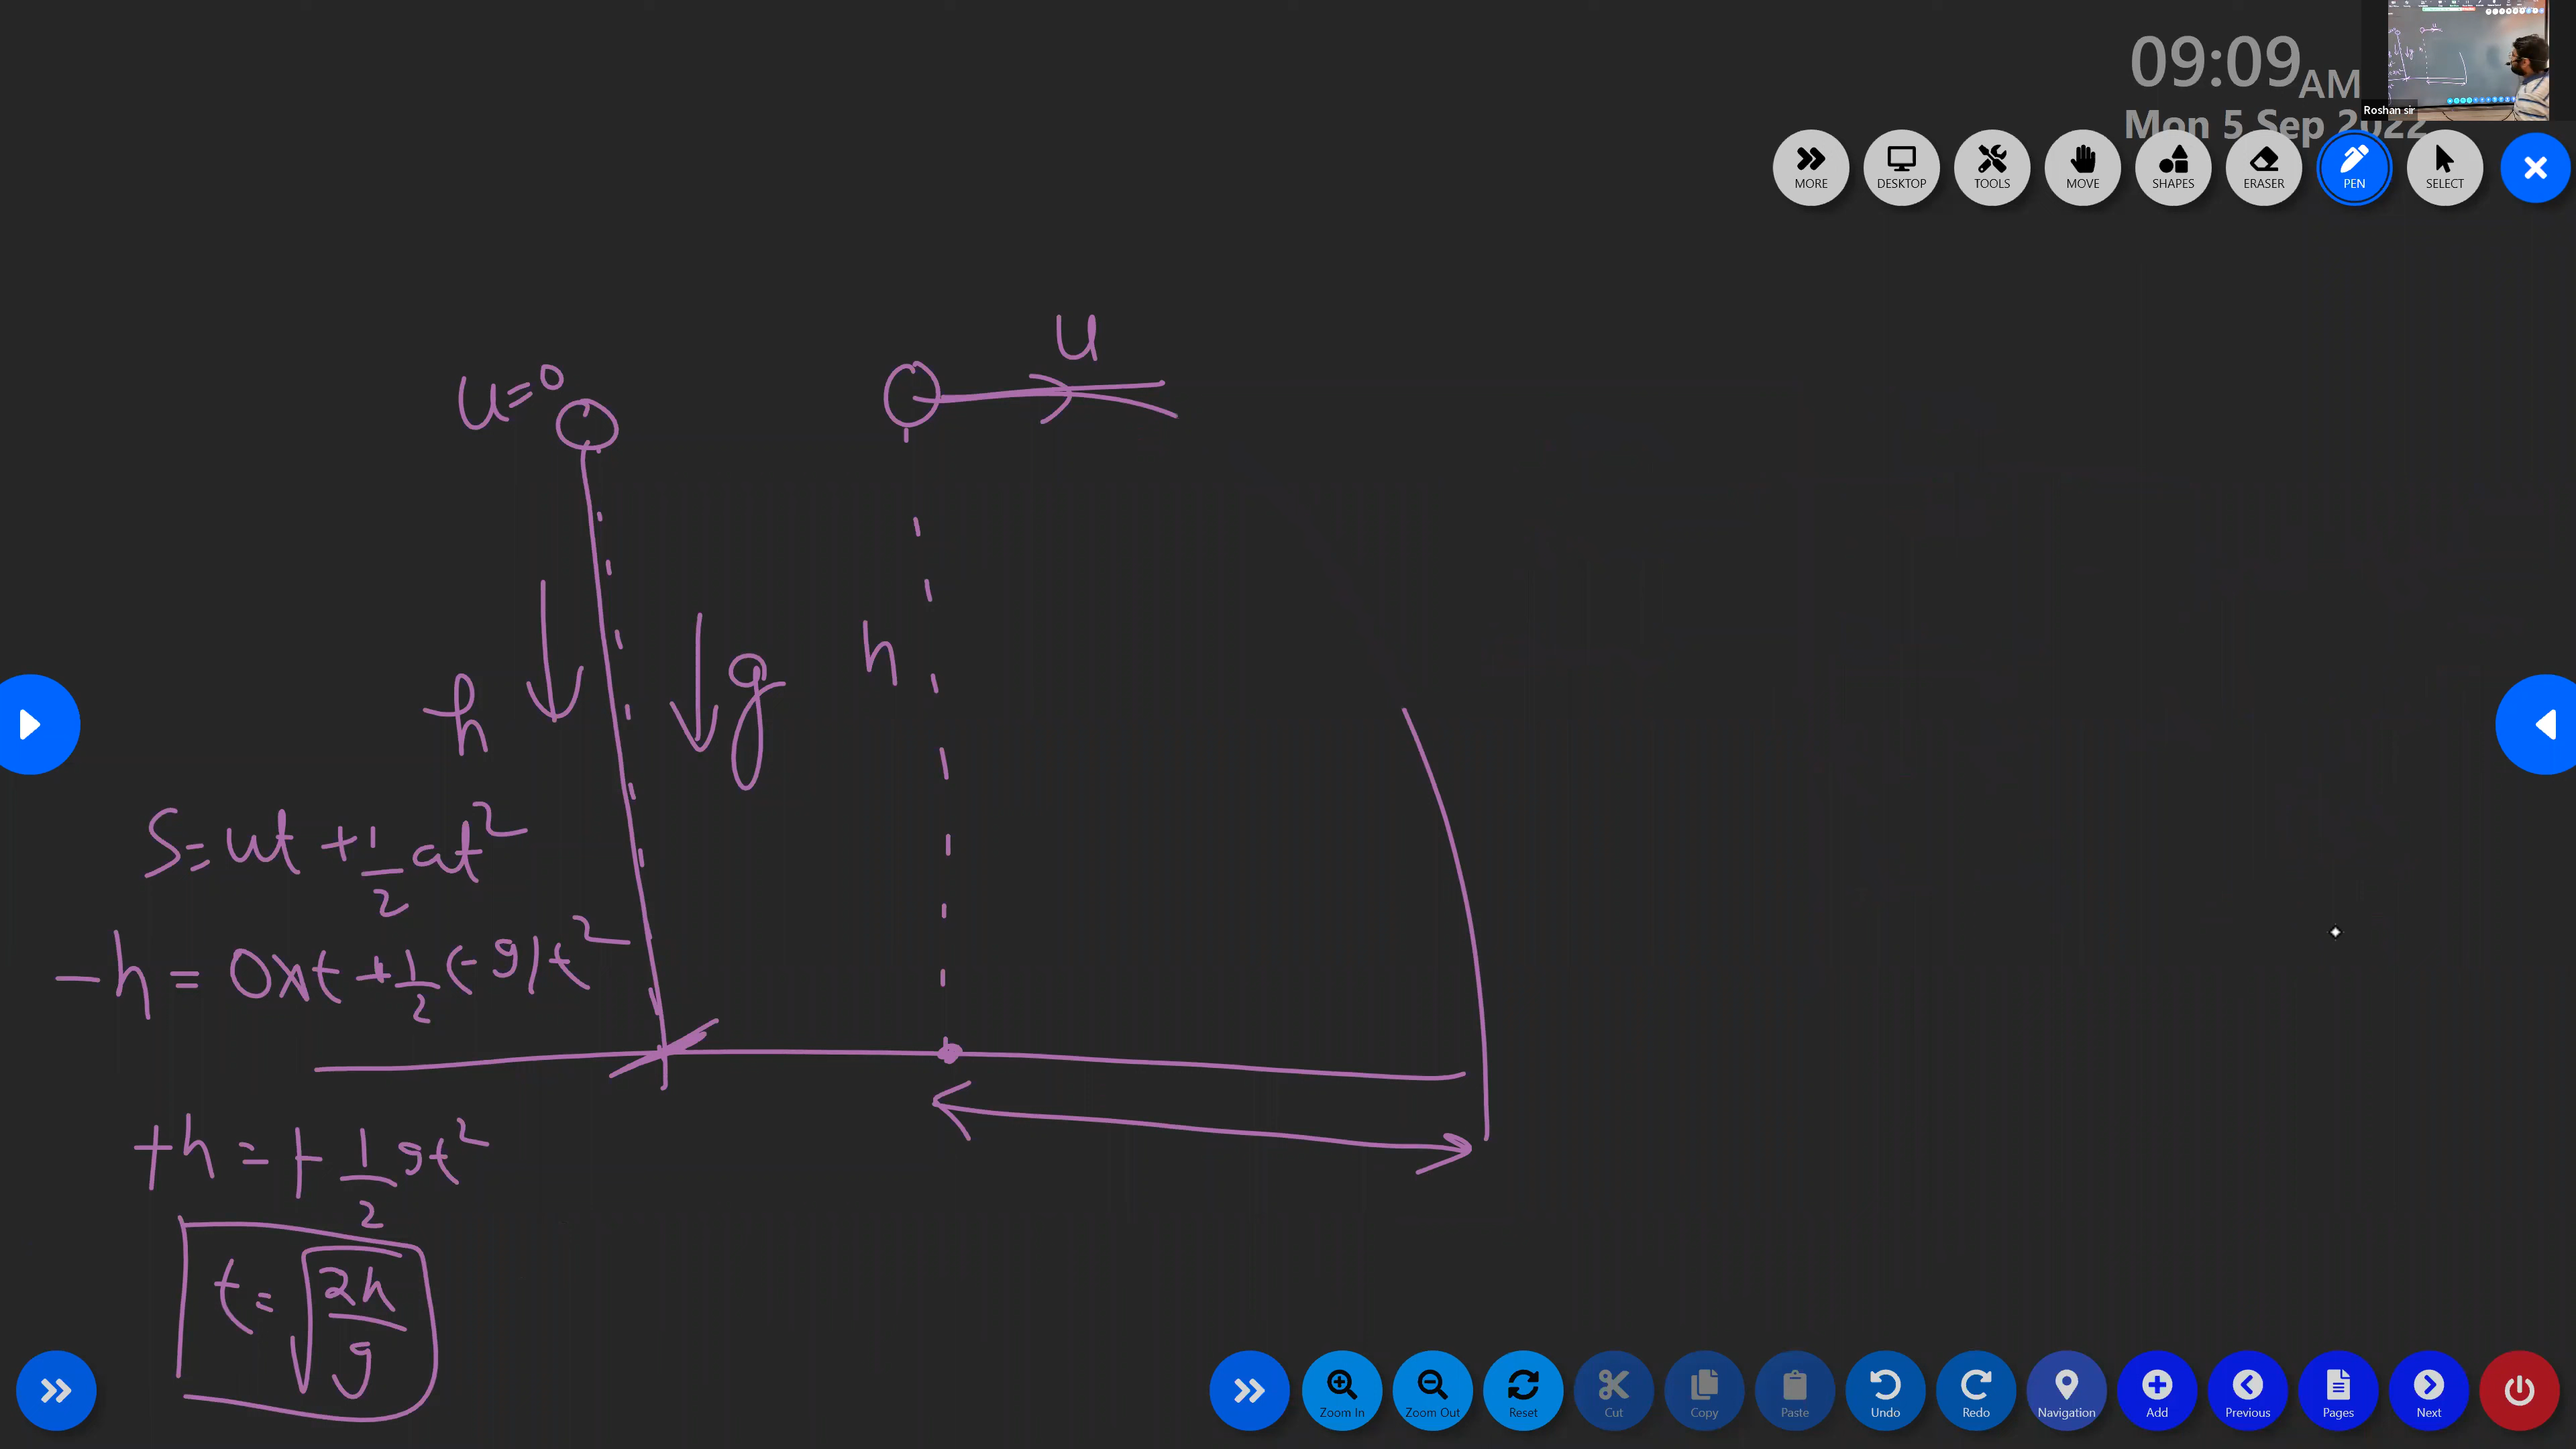 09:09 AM
Mon 5 Sep 2022
Roshan sir
MORE
DESKTOP
TOOLS
MOVE
SHAPES
ERASER
PEN
SELECT
u
u=0
h
-h
g
S=ut+1/2at²
-h=0xt+1/2(-g)t²
+h=+1/2gt²
t=√2h/g
Zoom In
Zoom Out
Reset
Cut
Copy
Paste
Undo
Redo
Navigation
Add
Previous
Pages
Next